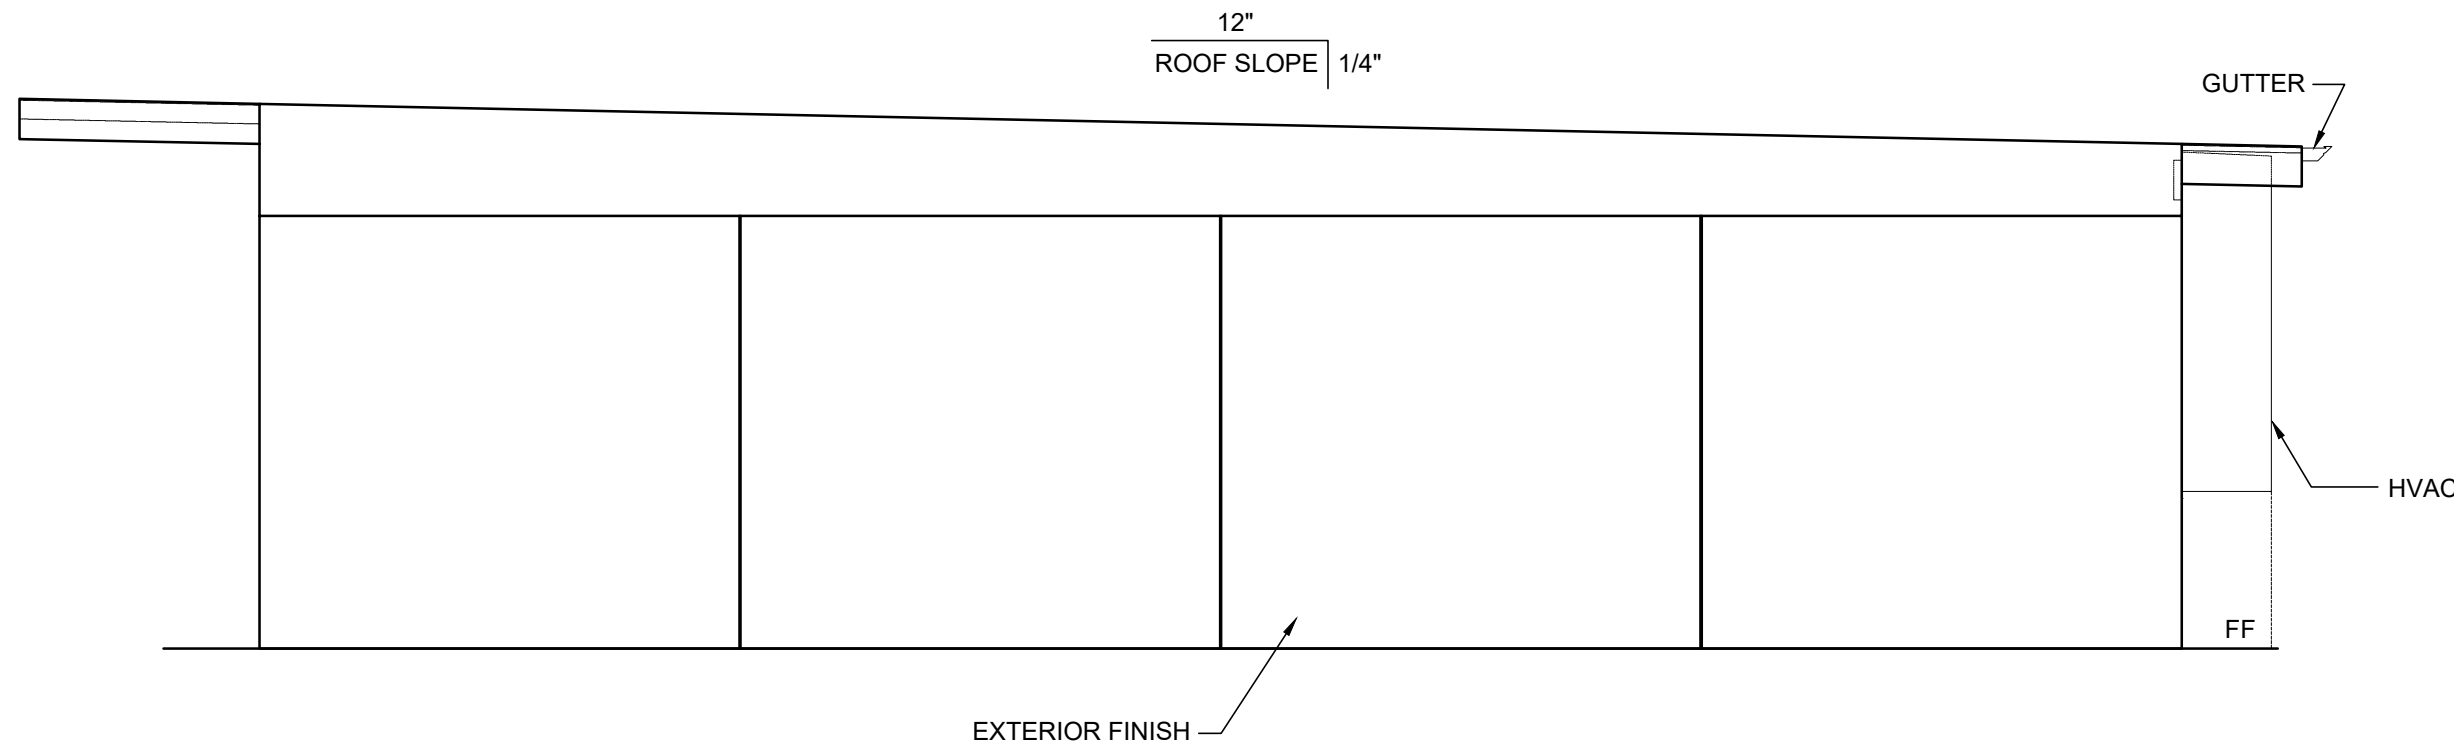 12"
ROOF SLOPE 1/4"
GUTTER
HVAC
FF
EXTERIOR FINISH